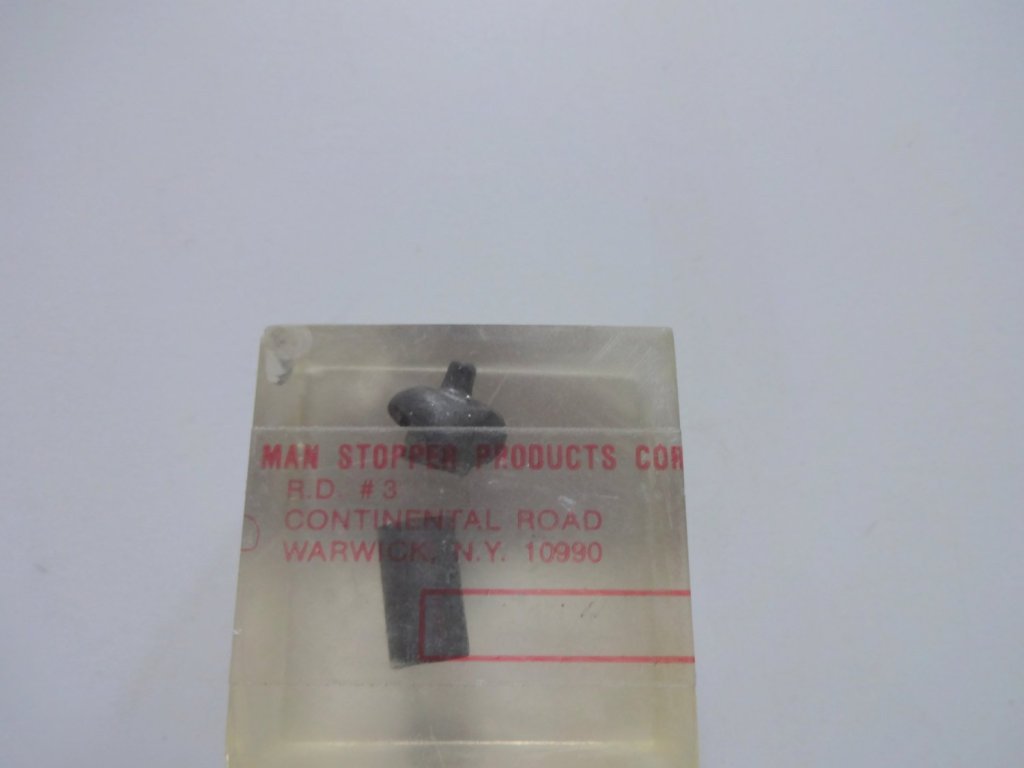 MAN STOPPER PRODUCTS COR
R.D. #3
CONTINENTAL ROAD
WARWICK, N.Y. 10990